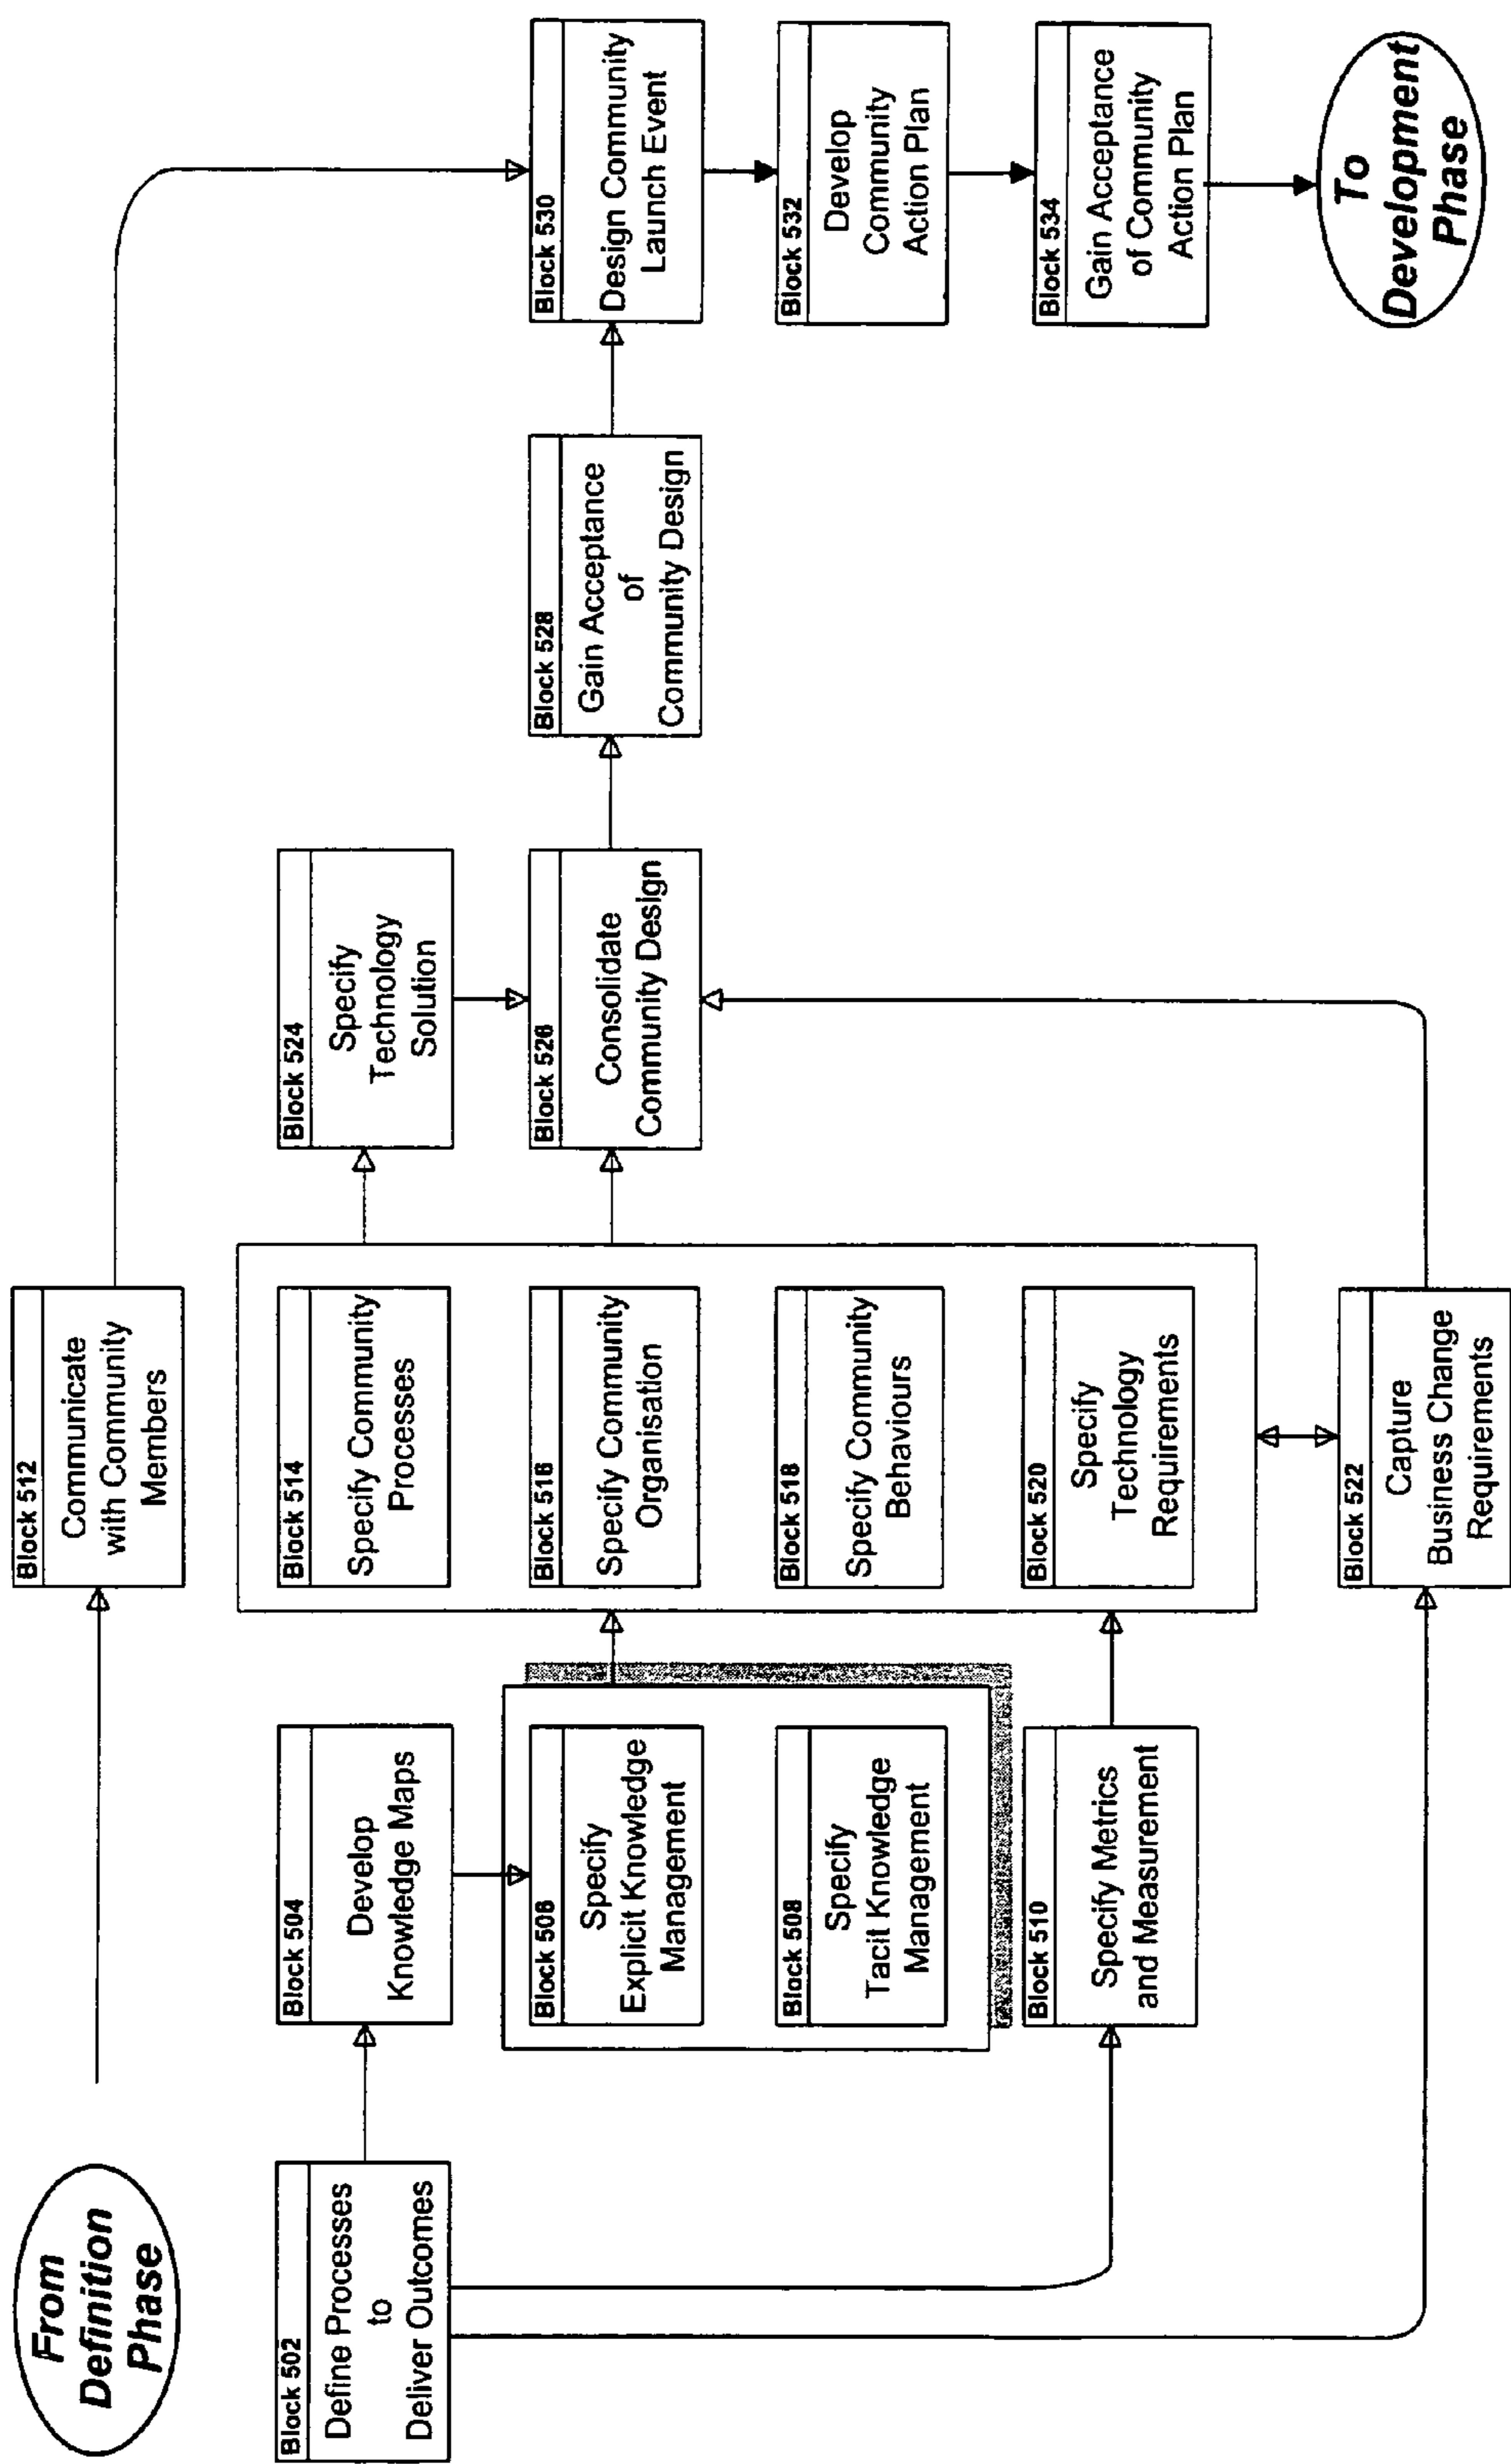 From
Definition
Phase
Block 512
Communicate
with Community
Members
Block 502
Define Processes
to
Deliver Outcomes
Block 504
Develop
Knowledge Maps
Block 506
Specify
Explicit Knowledge
Management
Block 508
Specify
Tacit Knowledge
Management
Block 510
Specify Metrics
and Measurement
Block 514
Specify Community
Processes
Block 516
Specify Community
Organisation
Block 518
Specify Community
Behaviours
Block 520
Specify
Technology
Requirements
Block 522
Capture
Business Change
Requirements
Block 524
Specify
Technology
Solution
Block 526
Consolidate
Community Design
Block 528
Gain Acceptance
of
Community Design
Block 530
Design Community
Launch Event
Block 532
Develop
Community
Action Plan
Block 534
Gain Acceptance
of Community
Action Plan
To
Development
Phase